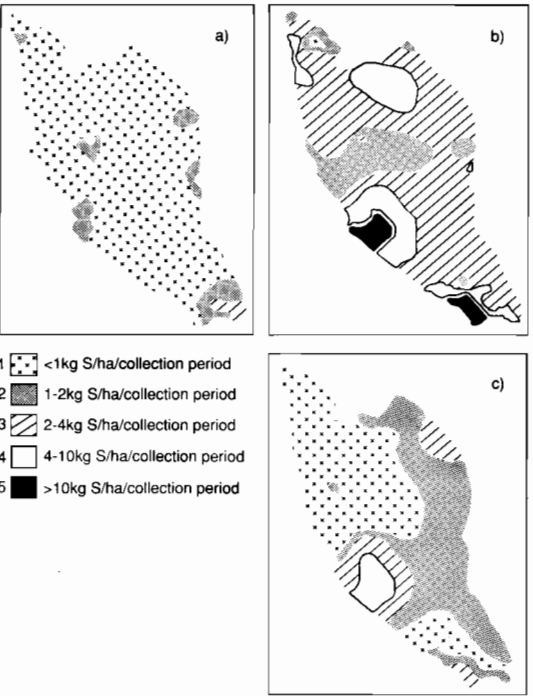 a)
b)
1 <1kg S/ha/collection period
2 1-2kg S/ha/collection period
3 2-4kg S/ha/collection period
4 4-10kg S/ha/collection period
5 >10kg S/ha/collection period
c)